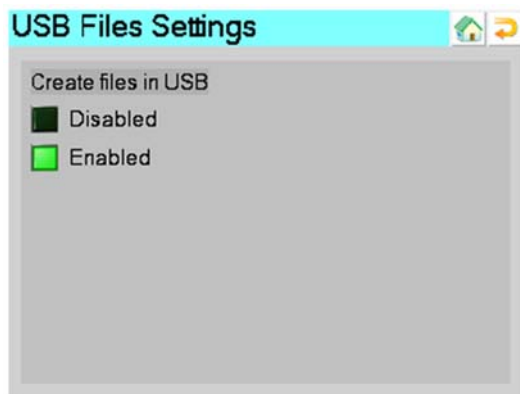 USB Files Settings
Create files in USB
Disabled
Enabled